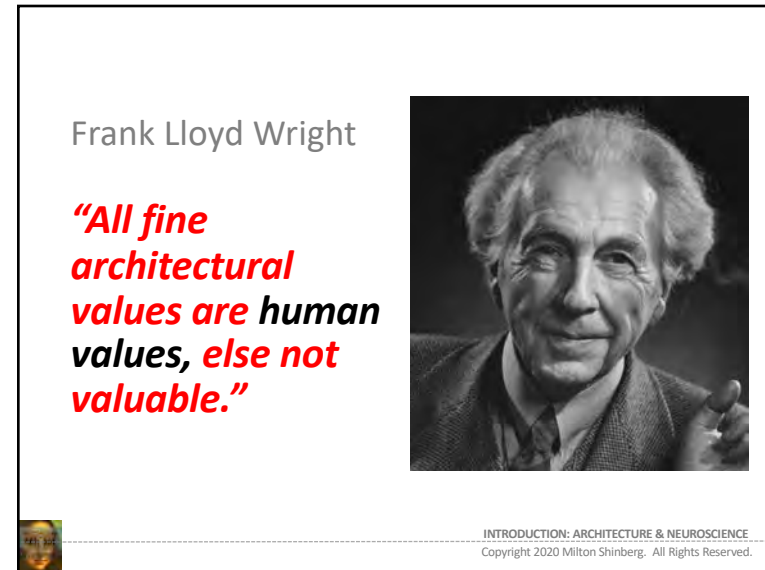 Frank Lloyd Wright
“All fine
architectural
values are human
values, else not
valuable.”
INTRODUCTION: ARCHITECTURE & NEUROSCIENCE
Copyright 2020 Milton Shinberg. All Rights Reserved.